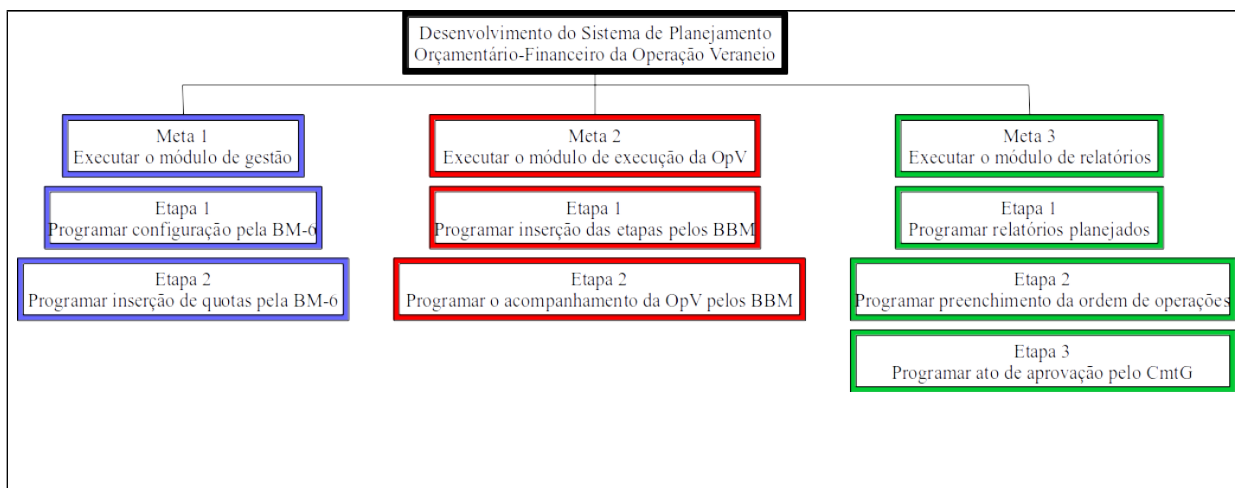 Desenvolvimento do Sistema de Planejamento
Orçamentário-Financeiro da Operação Veraneio
Meta 1
Executar o módulo de gestão
Etapa 1
Programar configuração pela BM-6
Etapa 2
Programar inserção de quotas pela BM-6
Meta 2
Executar o módulo de execução da OpV
Etapa 1
Programar inserção das etapas pelos BBM
Etapa 2
Programar o acompanhamento da OpV pelos BBM
Meta 3
Executar o módulo de relatórios
Etapa 1
Programar relatórios planejados
Etapa 2
Programar preenchimento da ordem de operações
Etapa 3
Programar ato de aprovação pelo CmtG